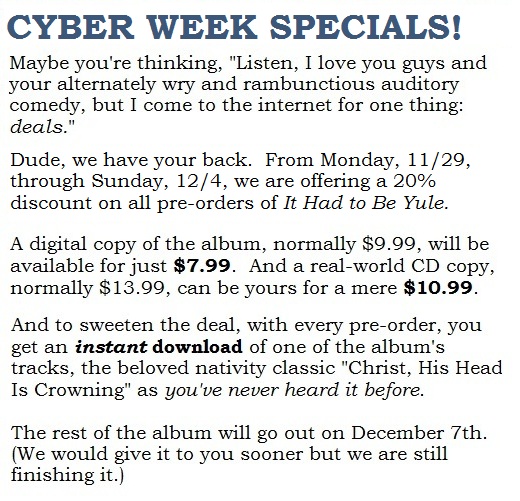 CYBER WEEK SPECIALS!
Maybe you're thinking, "Listen, I love you guys and
your alternately wry and rambunctious auditory
comedy, but I come to the internet for one thing:
deals."
Dude, we have your back.  From Monday, 11/29,
through Sunday, 12/4, we are offering a 20%
discount on all pre-orders of It Had to Be Yule.
A digital copy of the album, normally $9.99, will be
available for just $7.99.  And a real-world CD copy,
normally $13.99, can be yours for a mere $10.99.
And to sweeten the deal, with every pre-order, you
get an instant download of one of the album's
tracks, the beloved nativity classic "Christ, His Head
Is Crowning" as you've never heard it before.
The rest of the album will go out on December 7th.
(We would give it to you sooner but we are still
finishing it.)